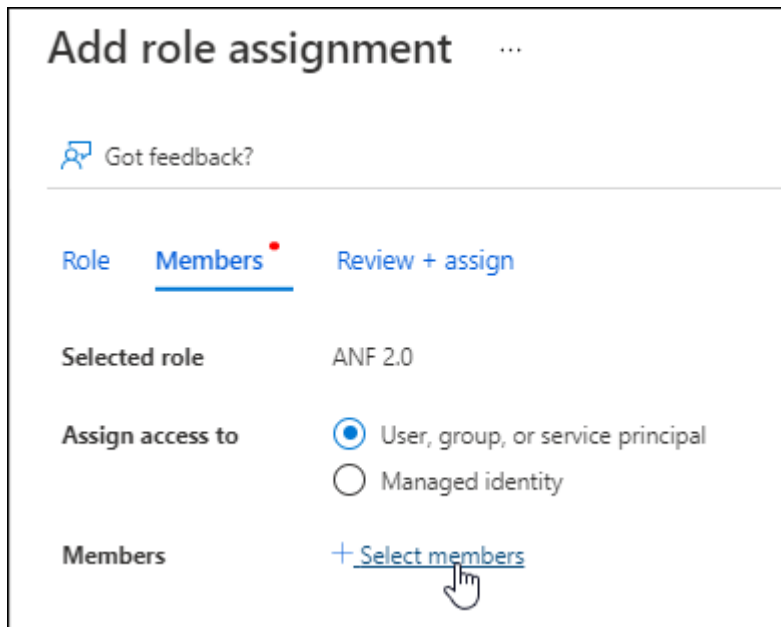 Add role assignment ...
Got feedback?
Role Members Review + assign
Selected role ANF 2.0
Assign access to User, group, or service principal
Managed identity
Members + Select members